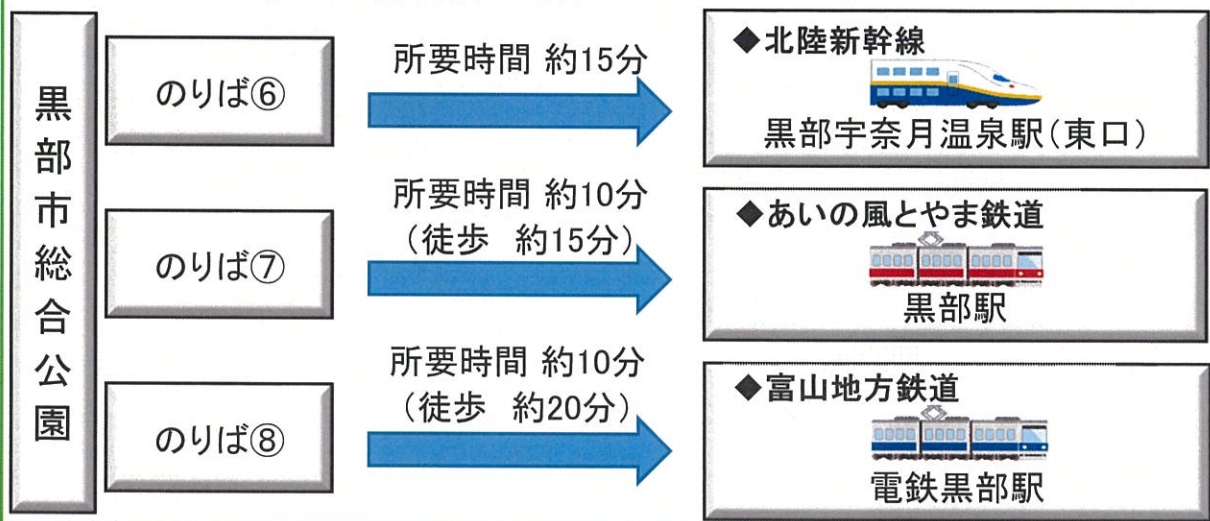 黒部市総合公園
のりば⑥
所要時間 約15分
◆北陸新幹線
黒部宇奈月温泉駅（東口）
のりば⑦
所要時間 約10分
（徒歩　約15分）
◆あいの風とやま鉄道
黒部駅
のりば⑧
所要時間 約10分
（徒歩　約20分）
◆富山地方鉄道
電鉄黒部駅